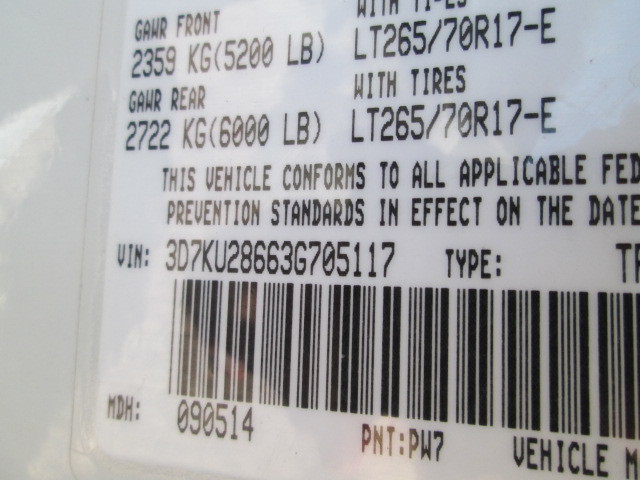 GAWR FRONT WITH TIRES
2359 KG(5200 LB) LT265/70R17-E
GAWR REAR WITH TIRES
2722 KG(6000 LB) LT265/70R17-E
THIS VEHICLE CONFORMS TO ALL APPLICABLE FED
PREVENTION STANDARDS IN EFFECT ON THE DATE
VIN: 3D7KU28663G705117 TYPE:
MDH: 090514
PNT:PW7 VEHICLE M